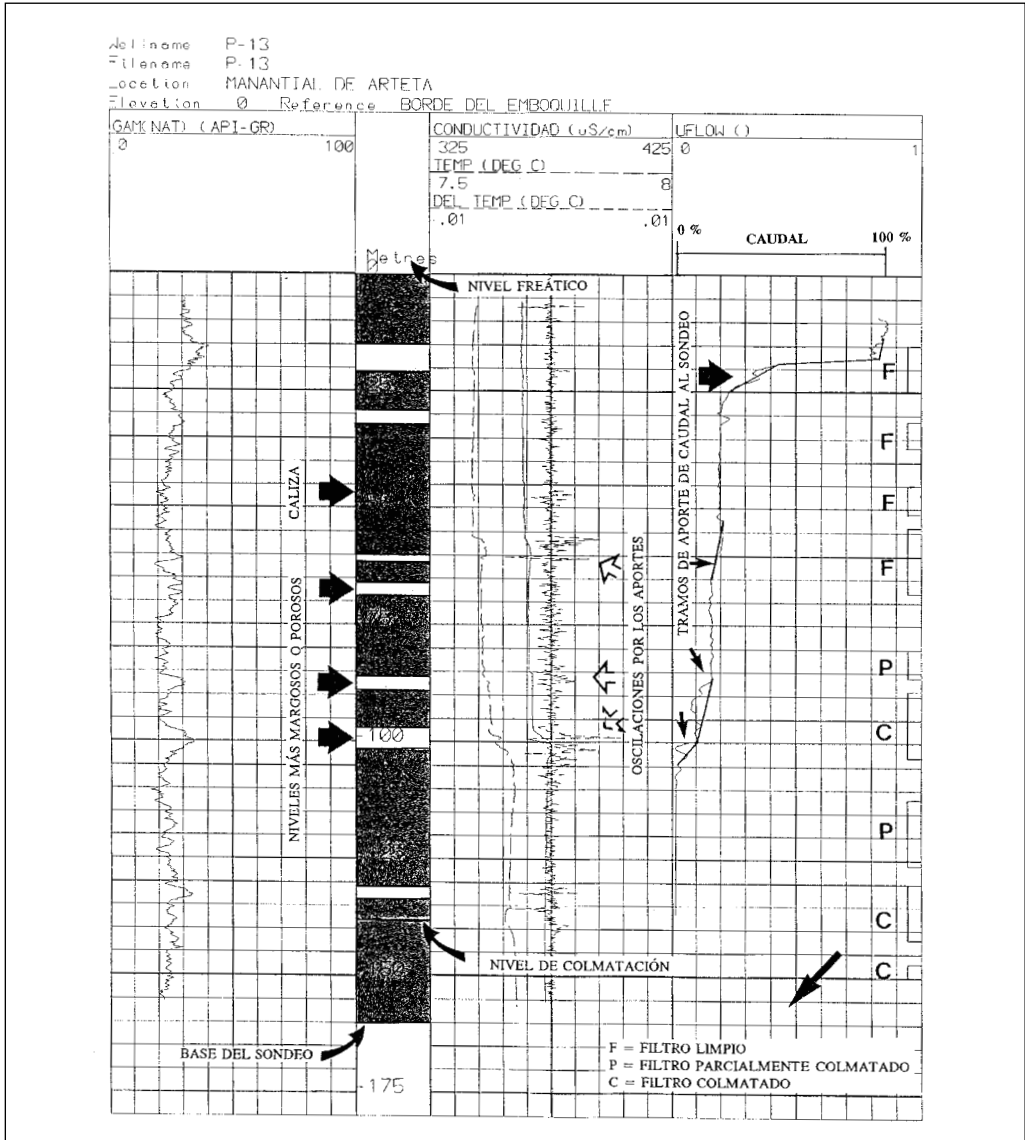 Wellname P-13
Filename P-13
Location MANANTIAL DE ARTETA
Elevation 0 Reference BORDE DEL EMBOQUILLE
GAM(NAT) (API-GR)
0 100
CONDUCTIVIDAD (uS/cm)
325 425
TEMP (DEG C)
7.5 8
DEL TEMP (DEG C)
-.01 .01
UFLOW ()
0 1
0 % CAUDAL 100 %
Metres
0
NIVEL FREÁTICO
CALIZA
NIVELES MÁS MARGOSOS O POROSOS
OSCILACIONES POR LOS APORTES
TRAMOS DE APORTE DE CAUDAL AL SONDEO
F
F
F
F
P
C
P
C
C
-100
-175
NIVEL DE COLMATACIÓN
BASE DEL SONDEO
F = FILTRO LIMPIO
P = FILTRO PARCIALMENTE COLMATADO
C = FILTRO COLMATADO